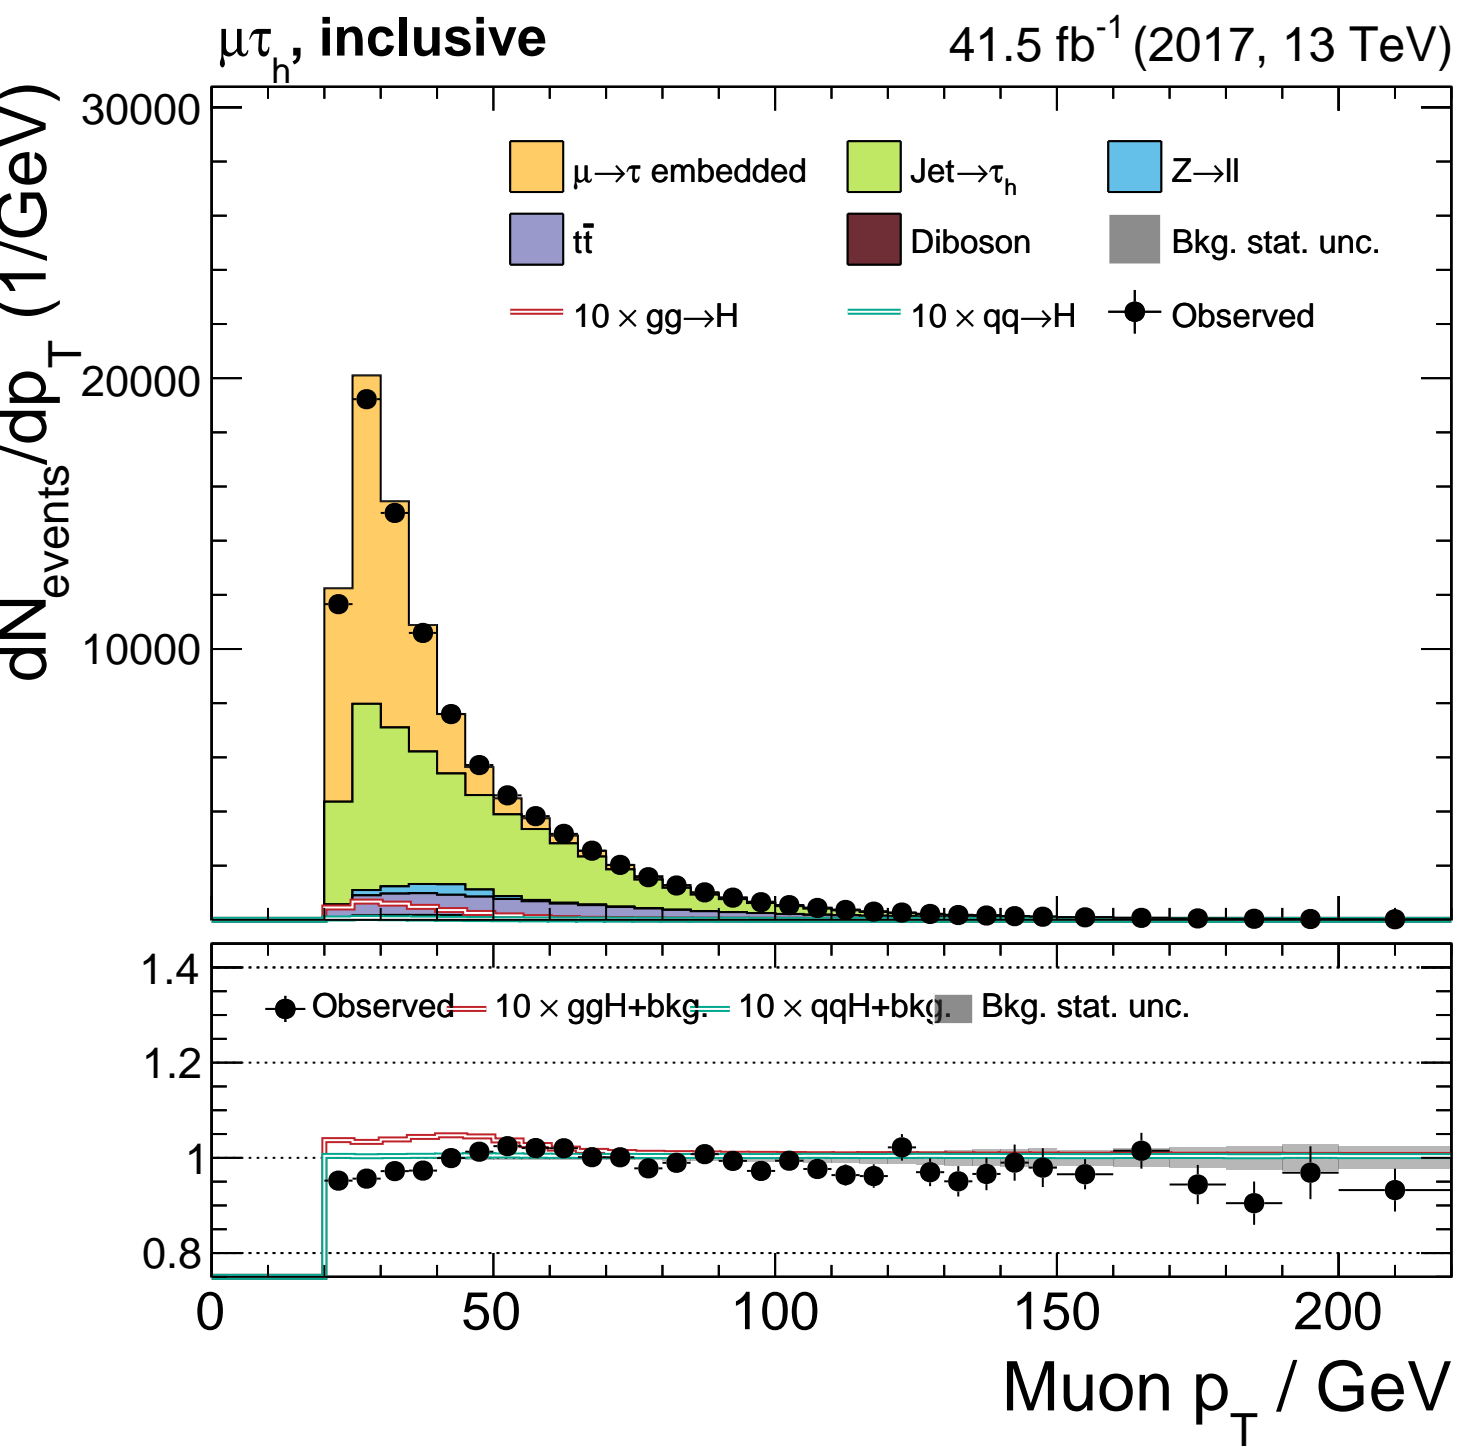 μτh, inclusive 41.5 fb-1 (2017, 13 TeV)
dNevents/dpT (1/GeV)
30000
20000
10000
μ→τ embedded Jet→τh Z→ll
tt̄ Diboson Bkg. stat. unc.
10 × gg→H 10 × qq→H Observed
1.4
1.2
1
0.8
Observed 10 × ggH+bkg. 10 × qqH+bkg. Bkg. stat. unc.
0 50 100 150 200
Muon pT / GeV